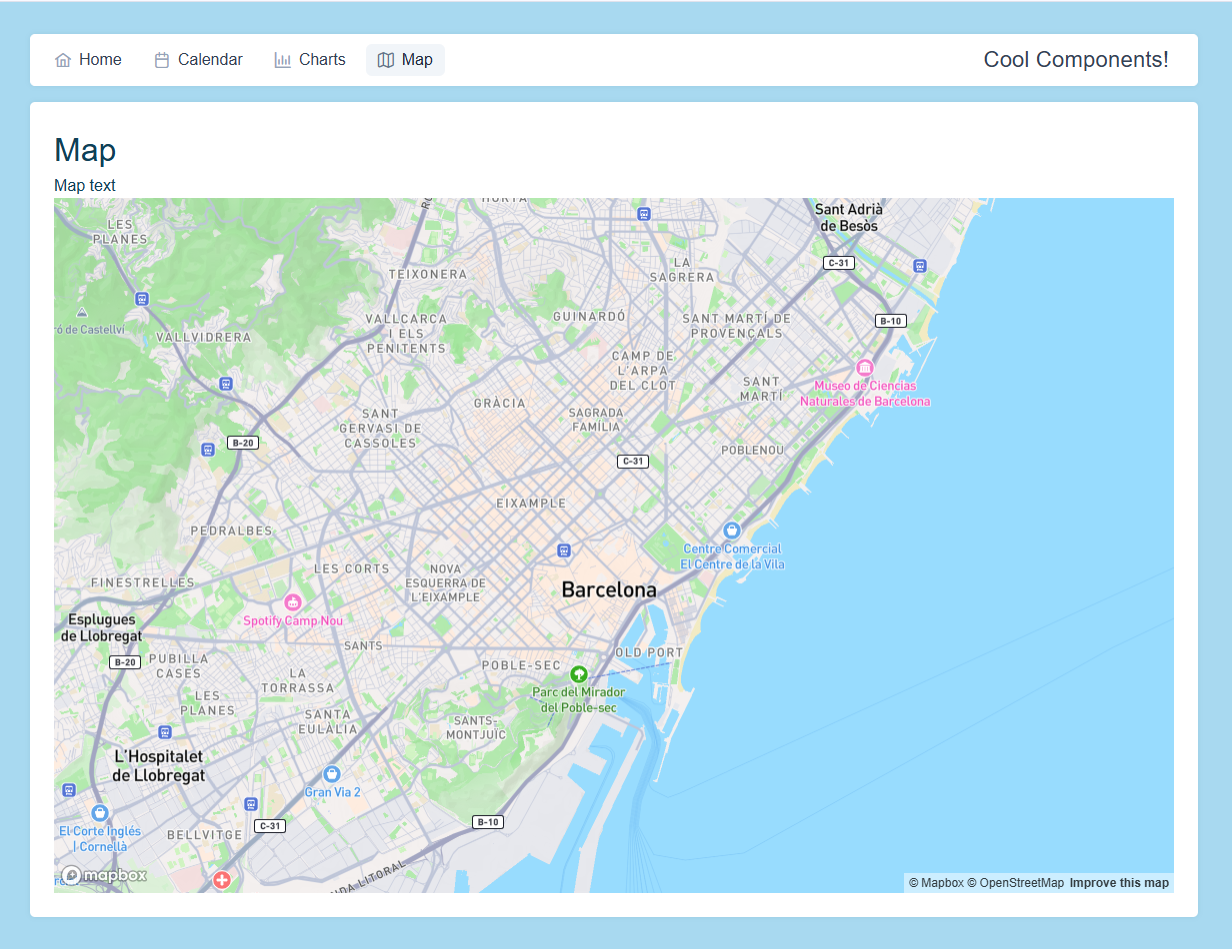 Home
Calendar
Charts
Map
Cool Components!
Map
Map text
LES
PLANES
HORTA
Sant Adrià
de Besòs
C-31
TEIXONERA
LA
SAGRERA
B-10
ó de Castellví
VALLVIDRERA
VALLCARCA
I ELS
PENITENTS
GUINARDÓ
SANT MARTÍ DE
PROVENÇALS
CAMP DE
L'ARPA
DEL CLOT
SANT
MARTÍ
Museo de Ciencias
Naturales de Barcelona
GRÀCIA
SAGRADA
FAMÍLIA
SANT
GERVASI DE
CASSOLES
B-20
C-31
POBLENOU
EIXAMPLE
PEDRALBES
Centre Comercial
El Centre de la Vila
LES CORTS
NOVA
ESQUERRA DE
L'EIXAMPLE
FINESTRELLES
Barcelona
Esplugues
de Llobregat
Spotify Camp Nou
SANTS
OLD PORT
B-20
PUBILLA
CASES
POBLE-SEC
LA
TORRASSA
Parc del Mirador
del Poble-sec
LES
PLANES
SANTA
EULÀLIA
SANTS-
MONTJUÏC
L'Hospitalet
de Llobregat
Gran Via 2
El Corte Inglés
| Cornellà
BELLVITGE
C-31
B-10
NDA LITORAL
mapbox
© Mapbox © OpenStreetMap Improve this map